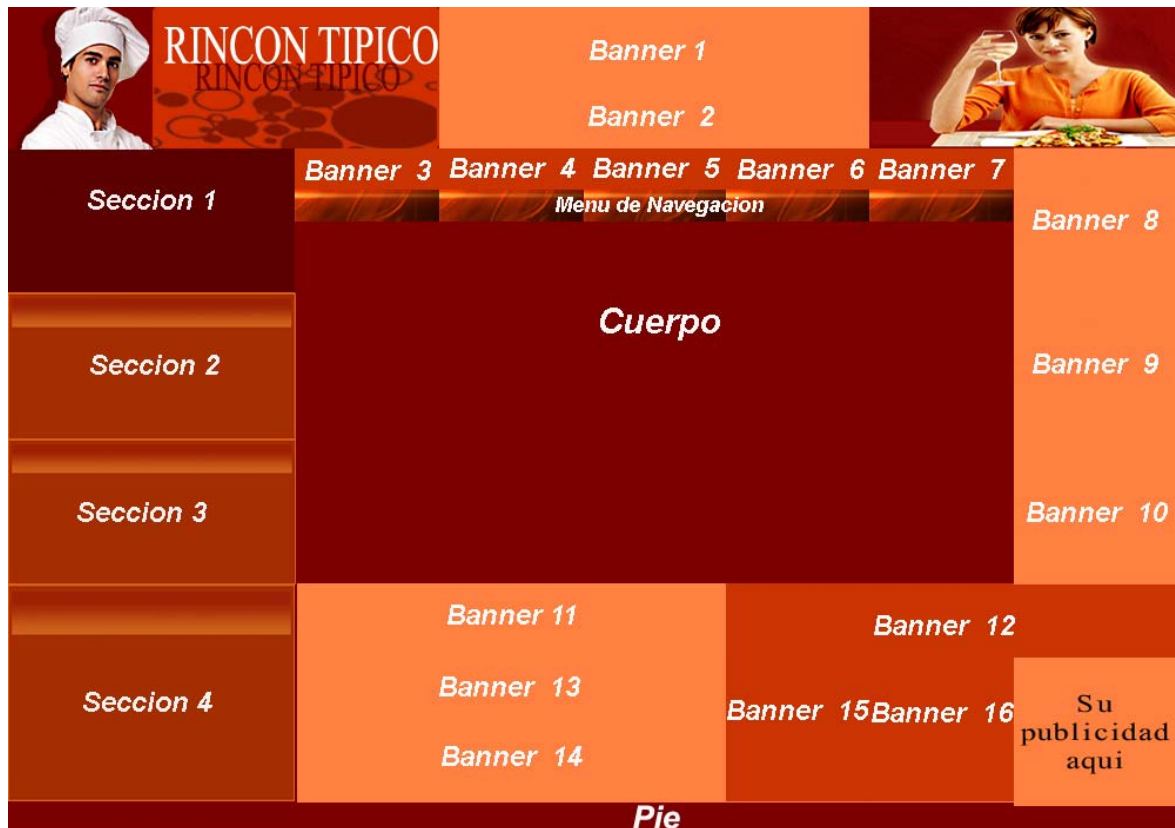 RINCON TIPICO
RINCON TIPICO
Banner 1
Banner 2
Banner 3 Banner 4 Banner 5 Banner 6 Banner 7
Menu de Navegacion
Seccion 1
Banner 8
Cuerpo
Seccion 2
Banner 9
Seccion 3
Banner 10
Banner 11
Banner 12
Seccion 4
Banner 13
Banner 15 Banner 16
Banner 14
Su
publicidad
aqui
Pie